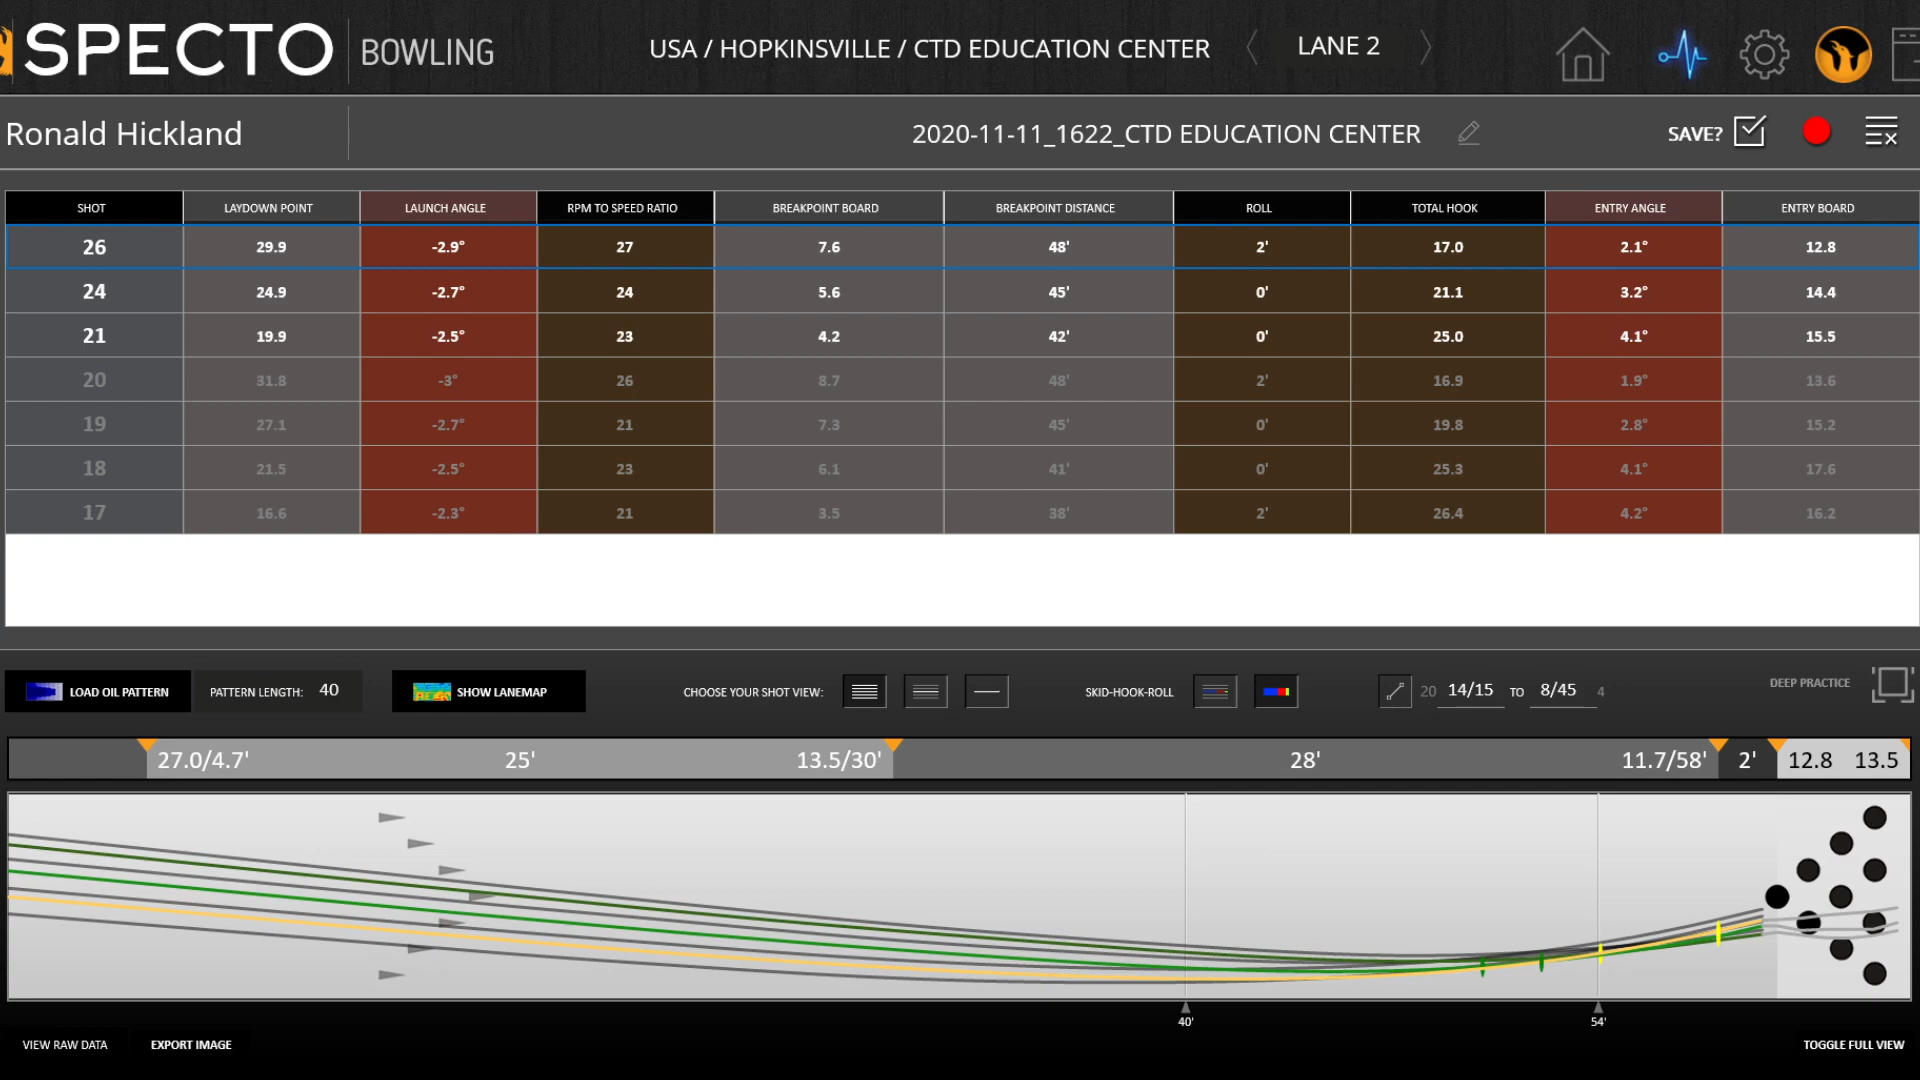 SPECTO BOWLING
USA / HOPKINSVILLE / CTD EDUCATION CENTER
LANE 2
Ronald Hickland
2020-11-11_1622_CTD EDUCATION CENTER
SAVE?
SHOT LAYDOWN POINT LAUNCH ANGLE RPM TO SPEED RATIO BREAKPOINT BOARD BREAKPOINT DISTANCE ROLL TOTAL HOOK ENTRY ANGLE ENTRY BOARD
26 29.9 -2.9° 27 7.6 48' 2' 17.0 2.1° 12.8
24 24.9 -2.7° 24 5.6 45' 0' 21.1 3.2° 14.4
21 19.9 -2.5° 23 4.2 42' 0' 25.0 4.1° 15.5
20 31.8 -3° 26 8.7 48' 2' 16.9 1.9° 13.6
19 27.1 -2.7° 21 7.3 45' 0' 19.8 2.8° 15.2
18 21.5 -2.5° 23 6.1 41' 0' 25.3 4.1° 17.6
17 16.6 -2.3° 21 3.5 38' 2' 26.4 4.2° 16.2
LOAD OIL PATTERN PATTERN LENGTH: 40 SHOW LANEMAP CHOOSE YOUR SHOT VIEW: SKID-HOOK-ROLL 20 14/15 TO 8/45 4 DEEP PRACTICE
27.0/4.7' 25' 13.5/30' 28' 11.7/58' 2' 12.8 13.5
40' 54'
VIEW RAW DATA EXPORT IMAGE TOGGLE FULL VIEW